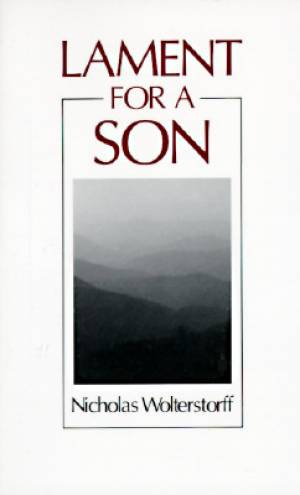 LAMENT
FOR A
SON
Nicholas Wolterstorff